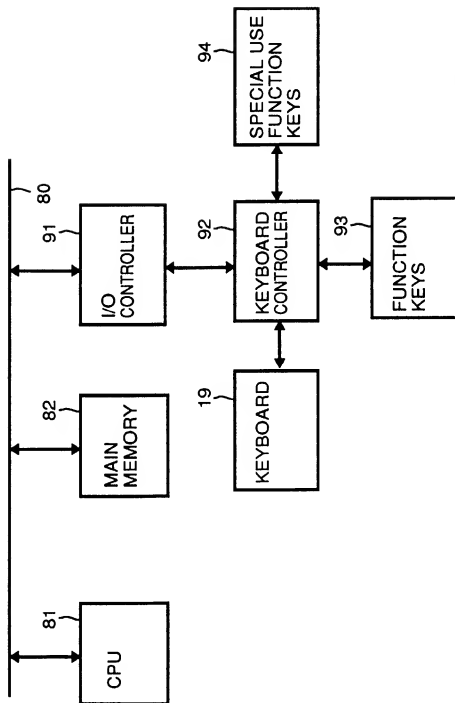 80
81
CPU
82
MAIN
MEMORY
91
I/O
CONTROLLER
19
KEYBOARD
92
KEYBOARD
CONTROLLER
94
SPECIAL USE
FUNCTION
KEYS
93
FUNCTION
KEYS